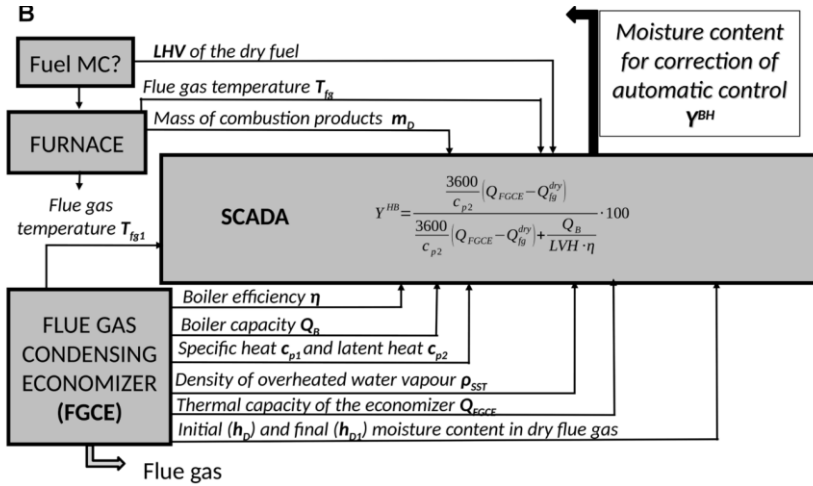 B
Fuel MC?
LHV of the dry fuel
Flue gas temperature T_fg
Mass of combustion products m_D
FURNACE
Moisture content
for correction of
automatic control
Y^BH
Flue gas
temperature T_fg1
SCADA
Y^HB = (3600/c_p2 (Q_FGCE − Q_fg^dry)) / (3600/c_p2 (Q_FGCE − Q_fg^dry) + Q_B/(LVH·η)) · 100
FLUE GAS
CONDENSING
ECONOMIZER
(FGCE)
Boiler efficiency η
Boiler capacity Q_B
Specific heat c_p1 and latent heat c_p2
Density of overheated water vapour ρ_SST
Thermal capacity of the economizer Q_FGCE
Initial (h_D) and final (h_D1) moisture content in dry flue gas
Flue gas